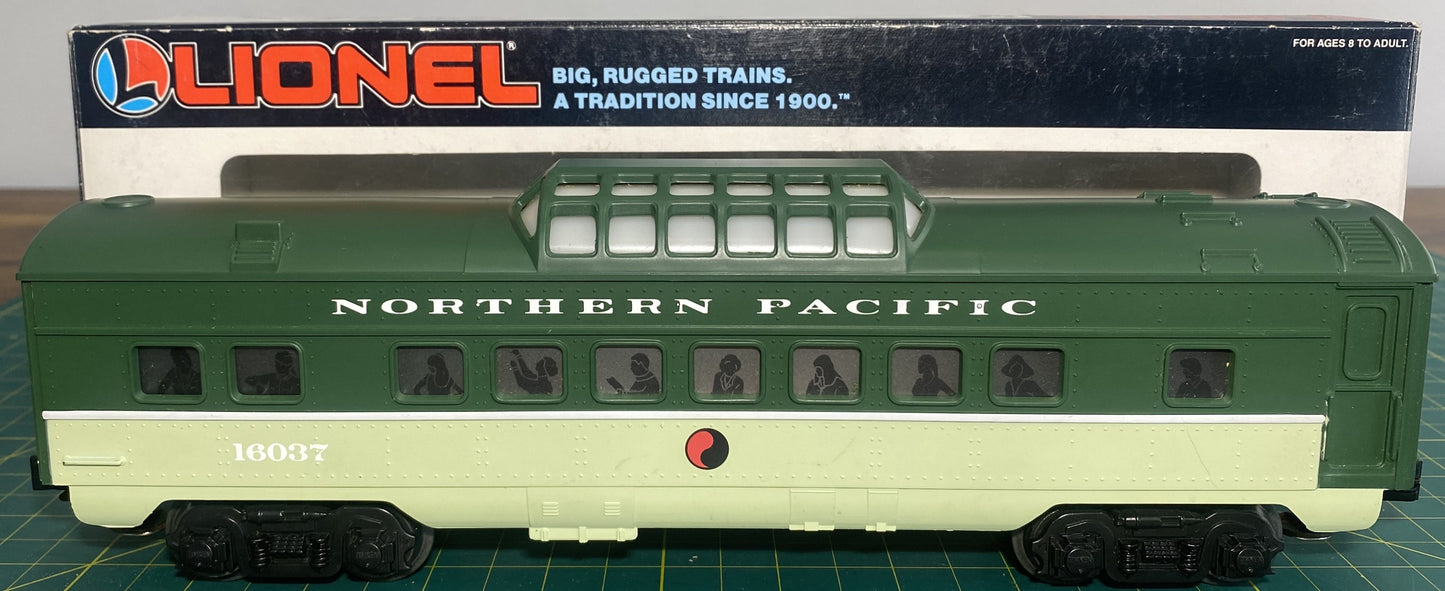 LIONEL®
BIG, RUGGED TRAINS.
A TRADITION SINCE 1900.™
FOR AGES 8 TO ADULT.
NORTHERN PACIFIC
16037